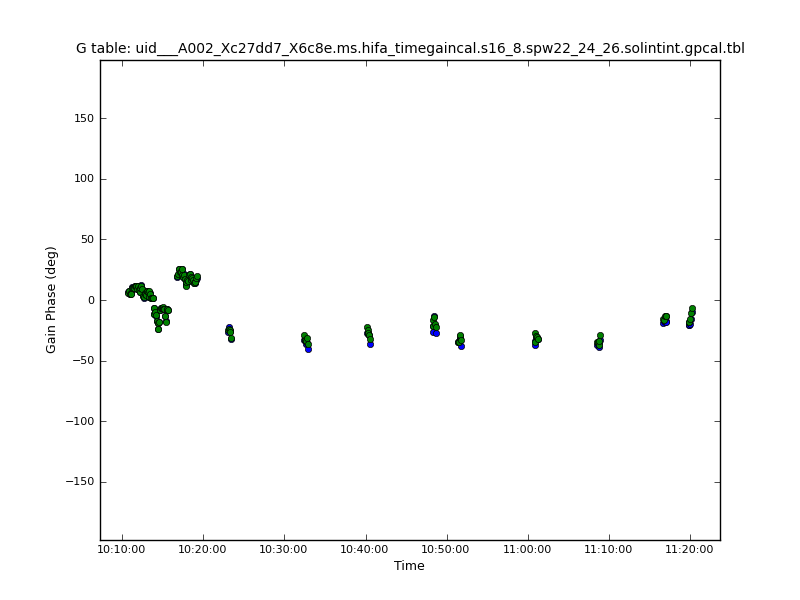 G table: uid___A002_Xc27dd7_X6c8e.ms.hifa_timegaincal.s16_8.spw22_24_26.solintint.gpcal.tbl
150
100
50
0
−50
−100
−150
Gain Phase (deg)
10:10:00 10:20:00 10:30:00 10:40:00 10:50:00 11:00:00 11:10:00 11:20:00
Time